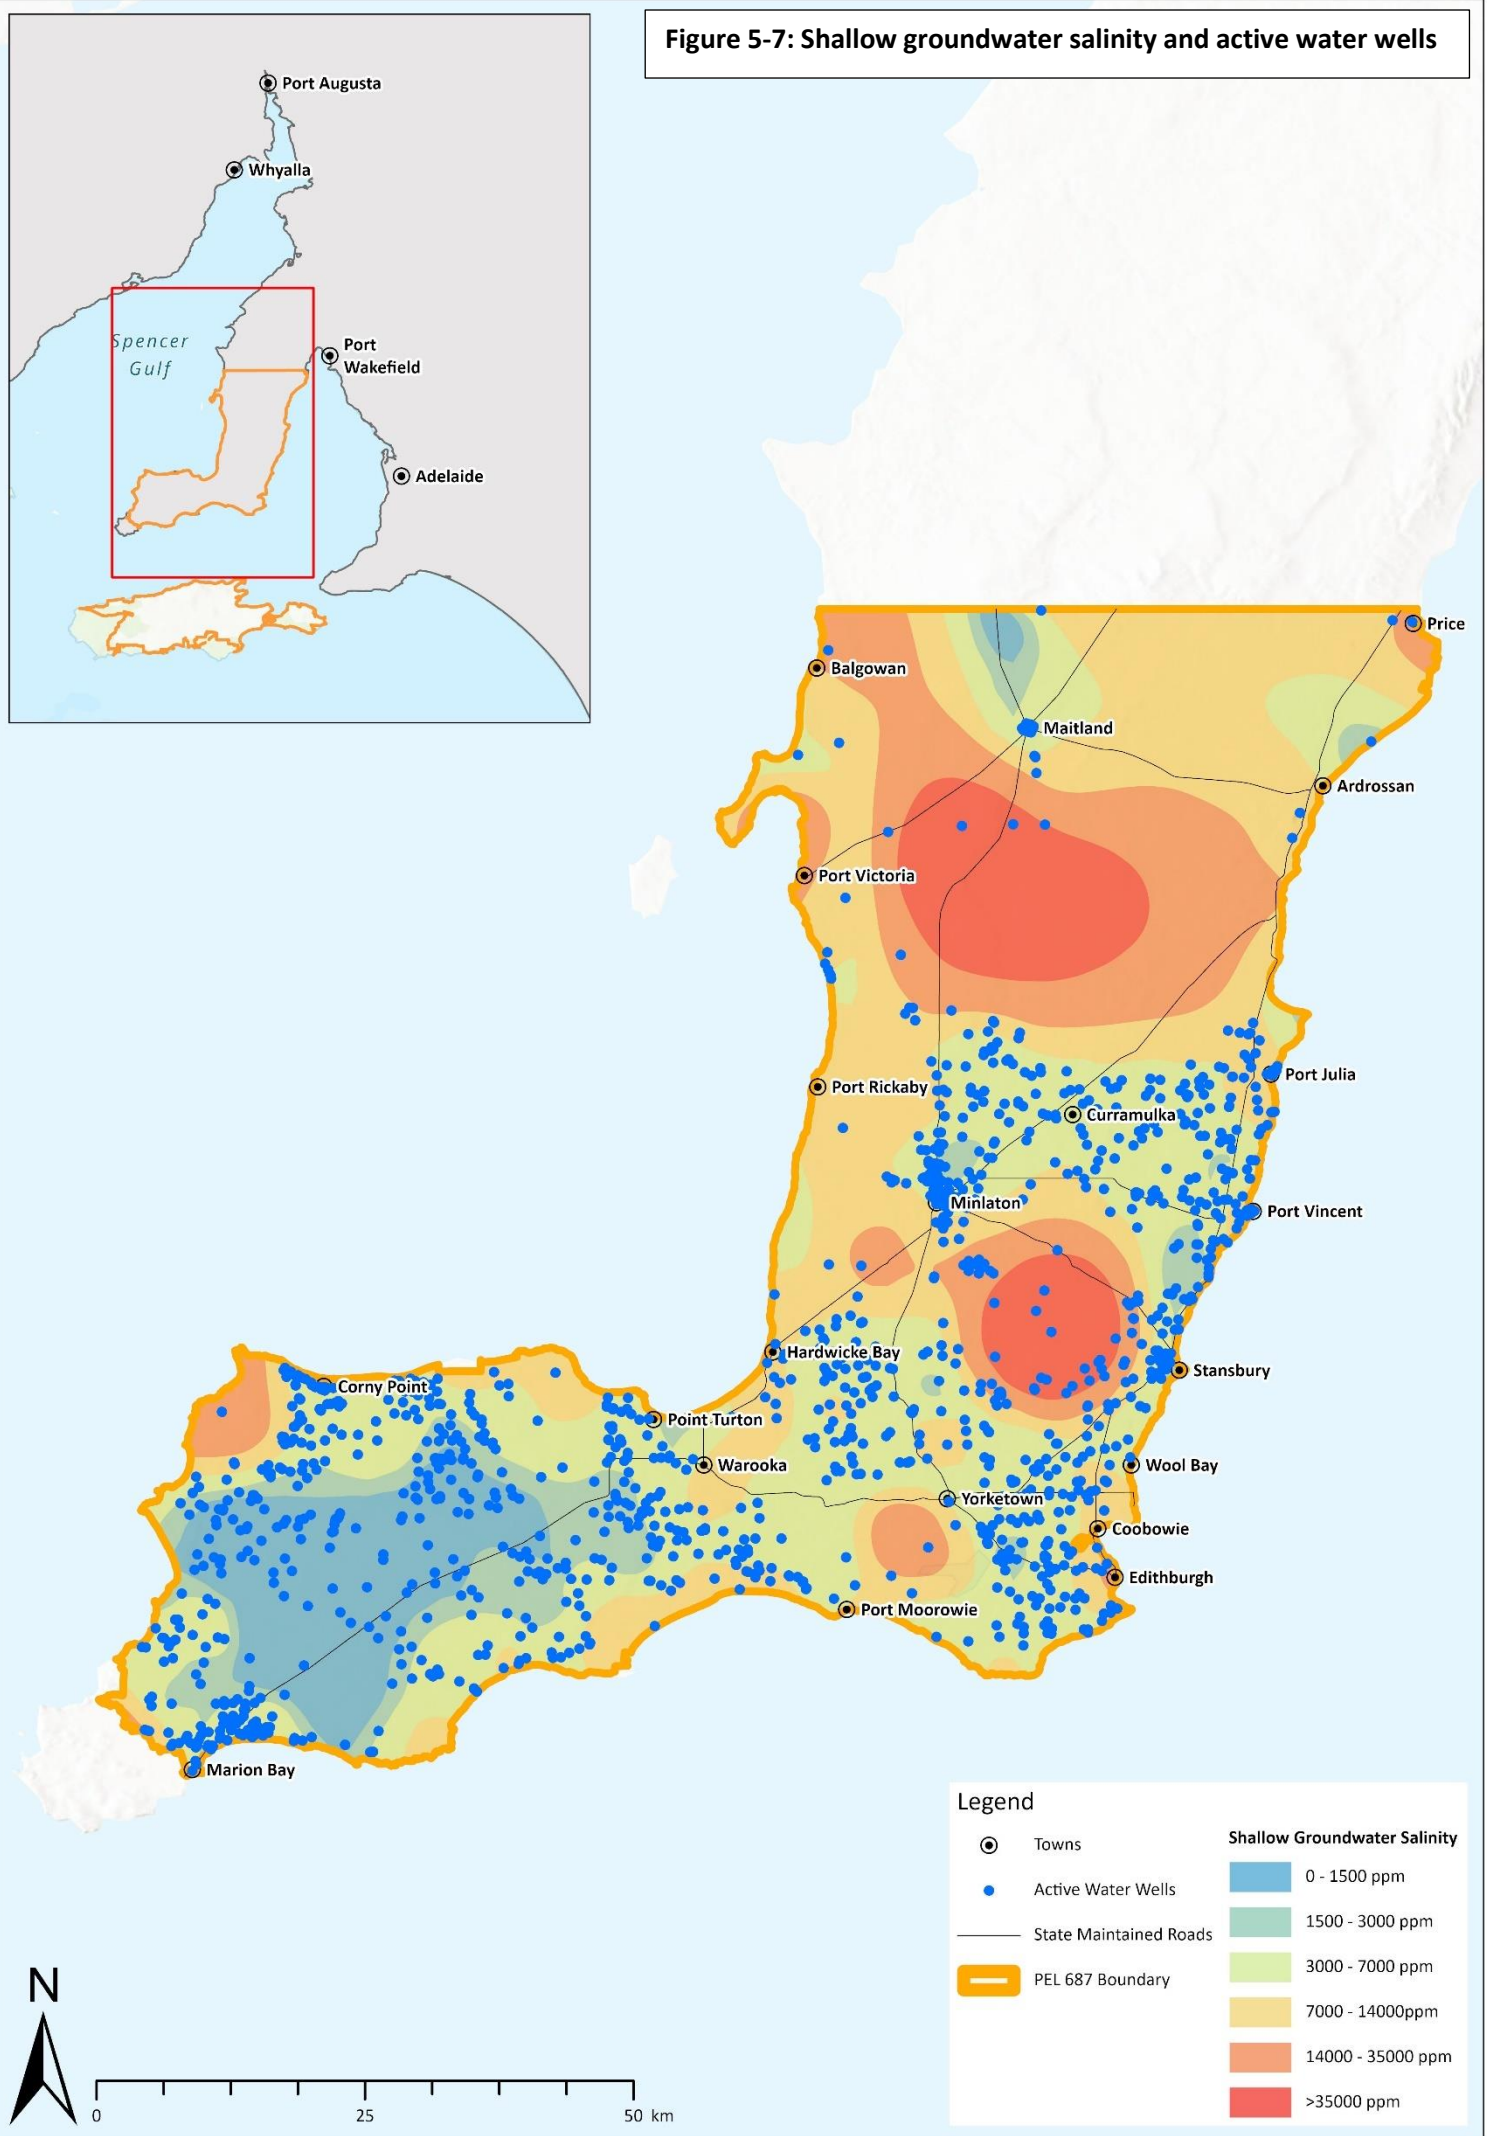 Figure 5-7: Shallow groundwater salinity and active water wells
Port Augusta
Whyalla
Spencer
Gulf
Port
Wakefield
Adelaide
Price
Balgowan
Maitland
Ardrossan
Port Victoria
Port Julia
Port Rickaby
Curramulka
Minlaton
Port Vincent
Hardwicke Bay
Stansbury
Corny Point
Point Turton
Warooka
Wool Bay
Yorketown
Coobowie
Edithburgh
Port Moorowie
Marion Bay
Legend
Towns
Active Water Wells
State Maintained Roads
PEL 687 Boundary
Shallow Groundwater Salinity
0 - 1500 ppm
1500 - 3000 ppm
3000 - 7000 ppm
7000 - 14000ppm
14000 - 35000 ppm
>35000 ppm
N
0 25 50 km